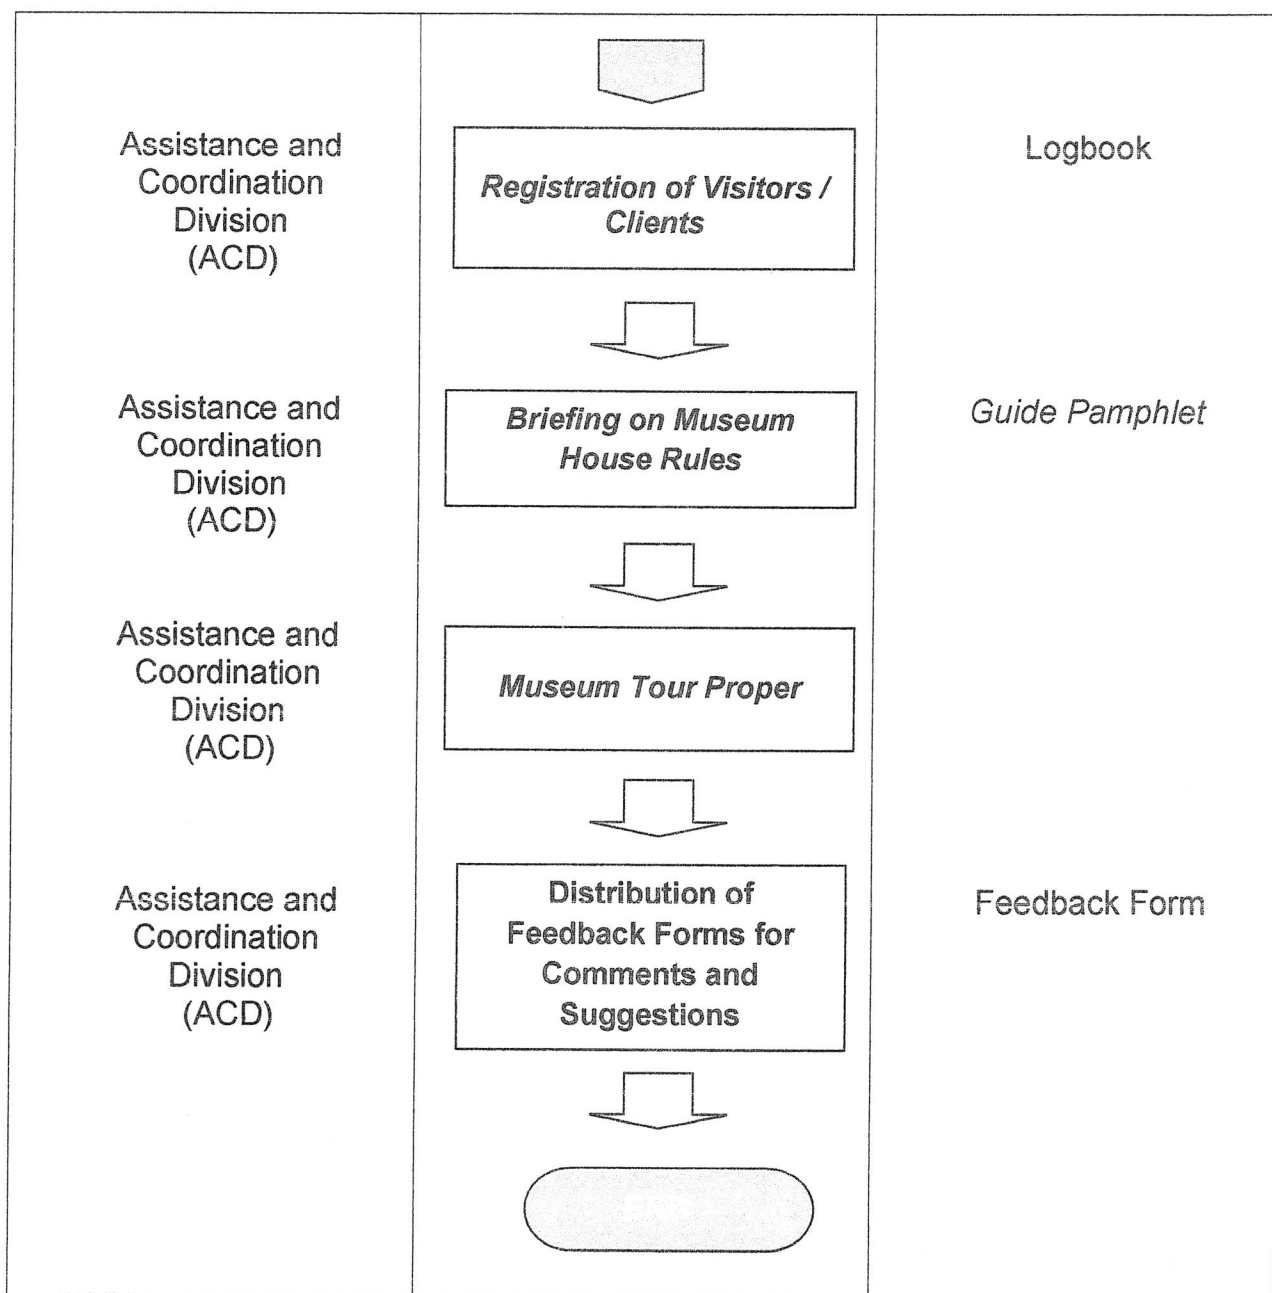 Assistance and
Coordination
Division
(ACD)
Registration of Visitors /
Clients
Logbook
Assistance and
Coordination
Division
(ACD)
Briefing on Museum
House Rules
Guide Pamphlet
Assistance and
Coordination
Division
(ACD)
Museum Tour Proper
Assistance and
Coordination
Division
(ACD)
Distribution of
Feedback Forms for
Comments and
Suggestions
Feedback Form